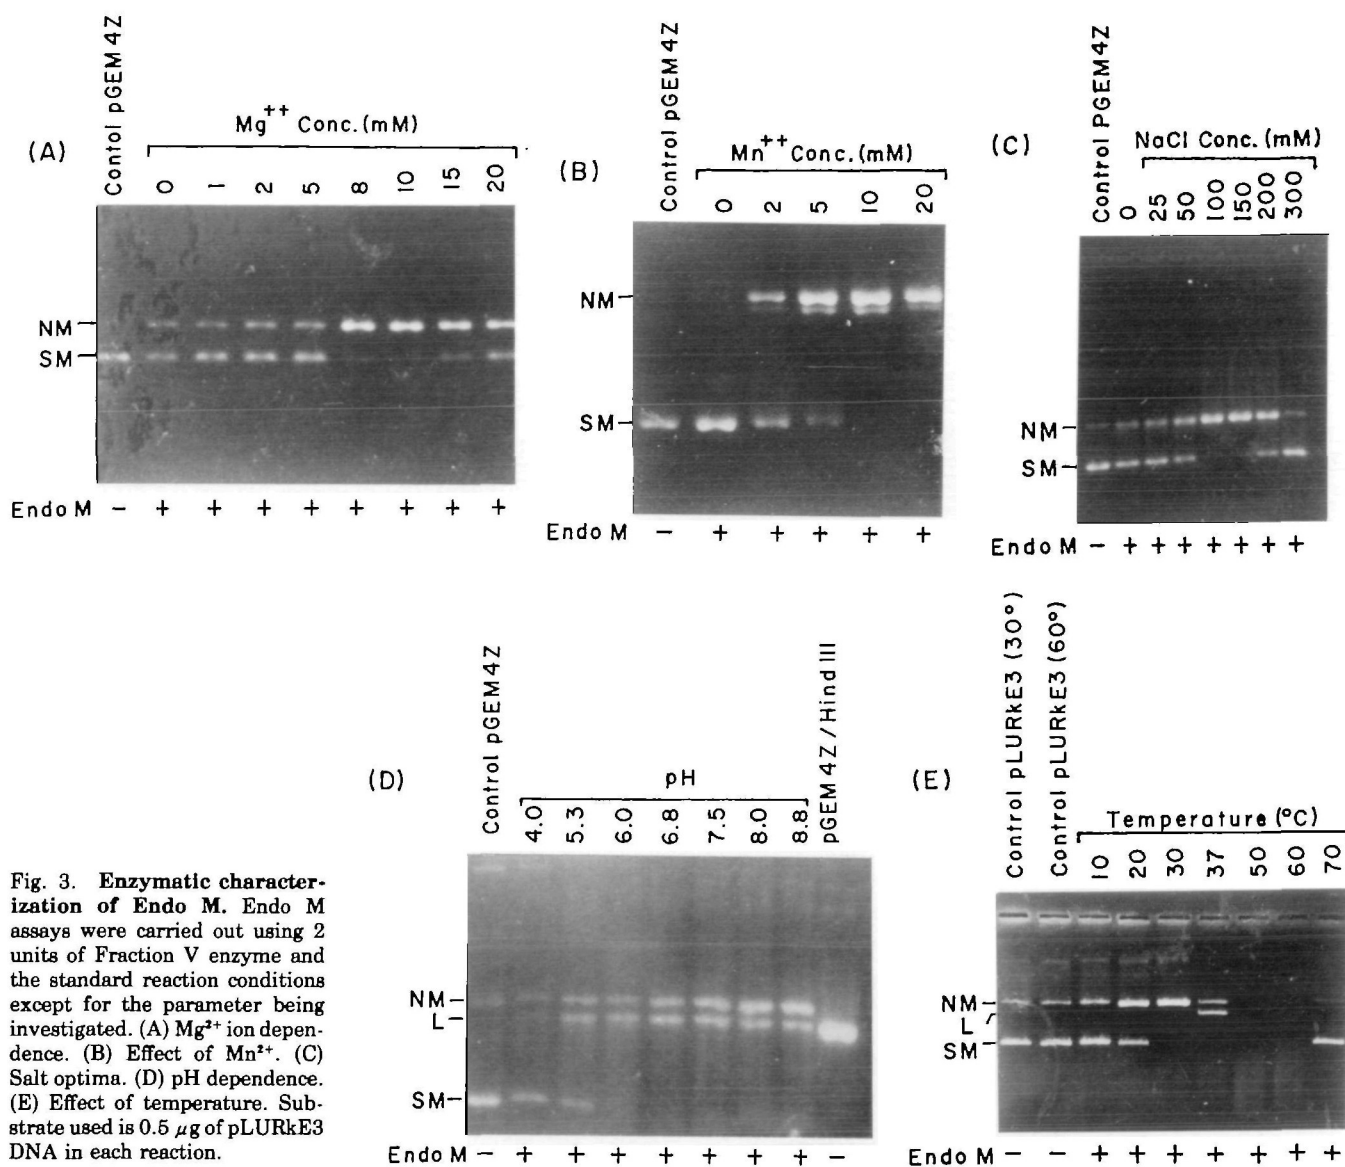 (A)
Contol pGEM4Z
Mg++ Conc.(mM)
0 1 2 5 8 10 15 20
NM
SM
Endo M − + + + + + + + +
(B)
Control pGEM4Z
Mn++ Conc.(mM)
0 2 5 10 20
NM
SM
Endo M − + + + + +
(C)
Control PGEM4Z
NaCl Conc.(mM)
0 25 50 100 150 200 300
NM
SM
Endo M − + + + + + + +
(D)
Control pGEM4Z
pH
4.0 5.3 6.0 6.8 7.5 8.0 8.8
pGEM4Z/Hind III
NM
L
SM
Endo M − + + + + + + + −
(E)
Control pLURkE3 (30°)
Control pLURkE3 (60°)
Temperature (°C)
10 20 30 37 50 60 70
NM
L
SM
Endo M − − + + + + + + +
Fig. 3. Enzymatic character-
ization of Endo M. Endo M
assays were carried out using 2
units of Fraction V enzyme and
the standard reaction conditions
except for the parameter being
investigated. (A) Mg²⁺ ion depen-
dence. (B) Effect of Mn²⁺. (C)
Salt optima. (D) pH dependence.
(E) Effect of temperature. Sub-
strate used is 0.5 μg of pLURkE3
DNA in each reaction.